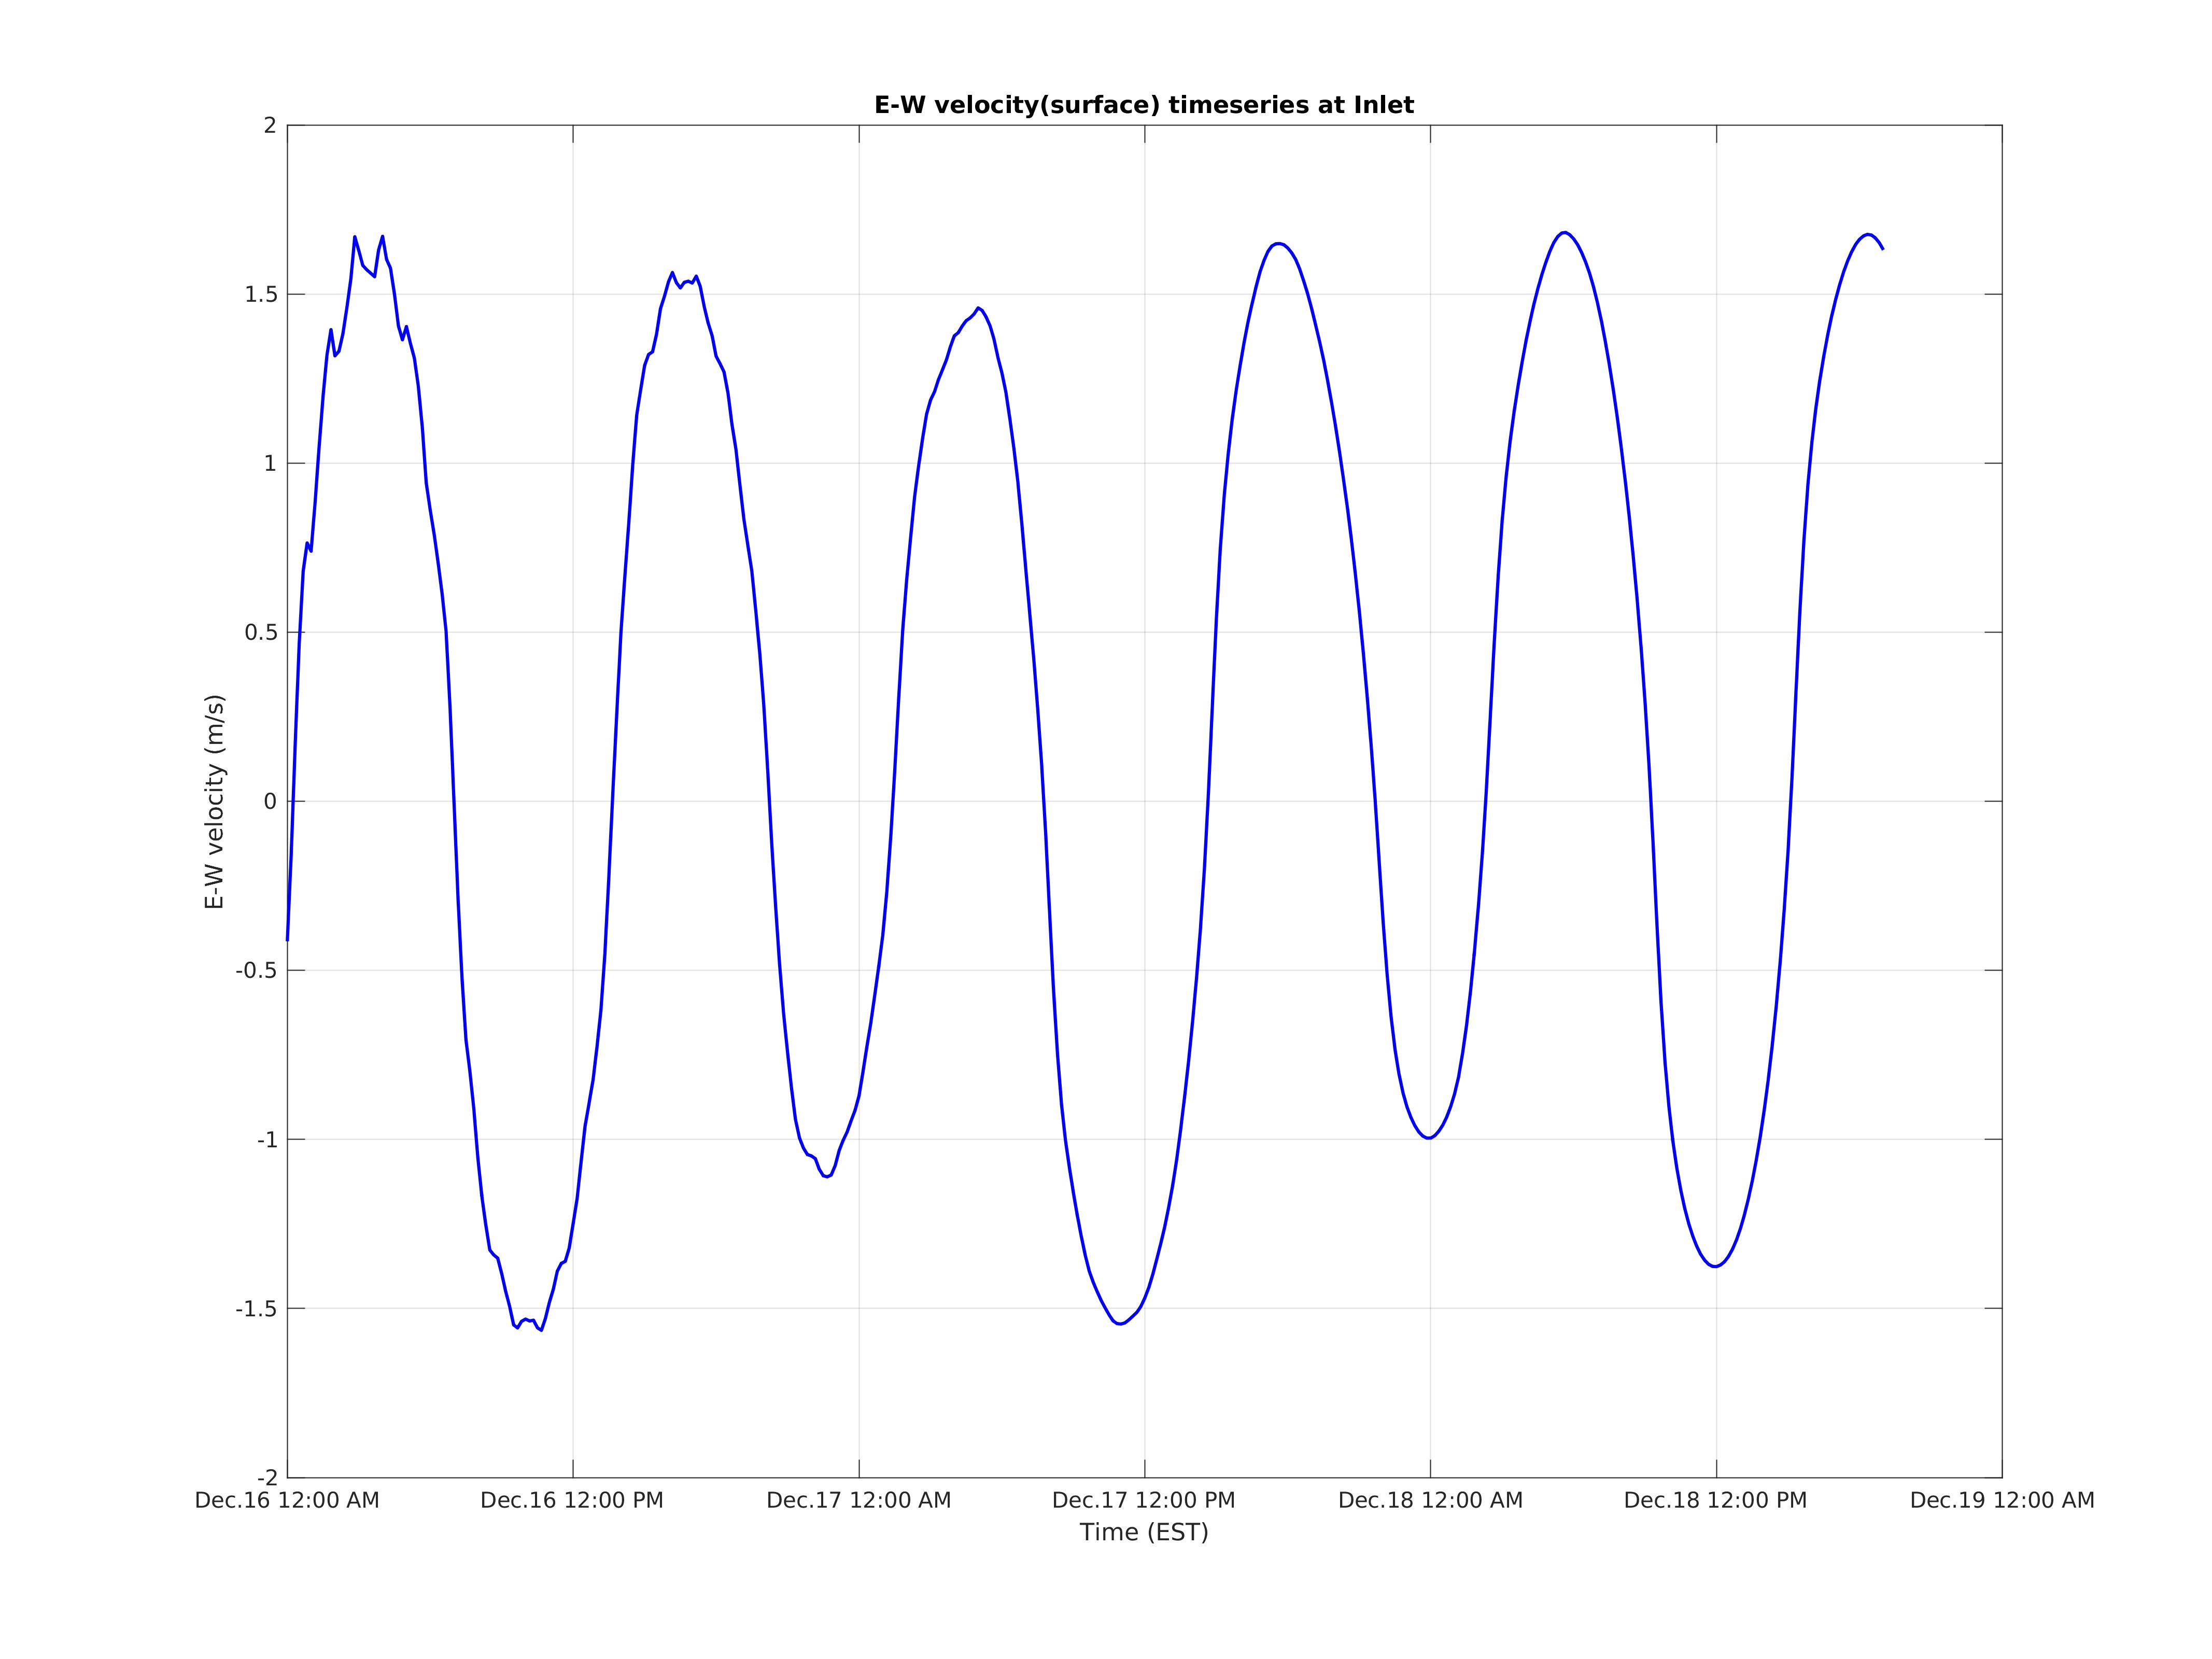 E-W velocity(surface) timeseries at Inlet
2
1.5
1
0.5
0
-0.5
-1
-1.5
-2
E-W velocity (m/s)
Dec.16 12:00 AM Dec.16 12:00 PM Dec.17 12:00 AM Dec.17 12:00 PM Dec.18 12:00 AM Dec.18 12:00 PM Dec.19 12:00 AM
Time (EST)